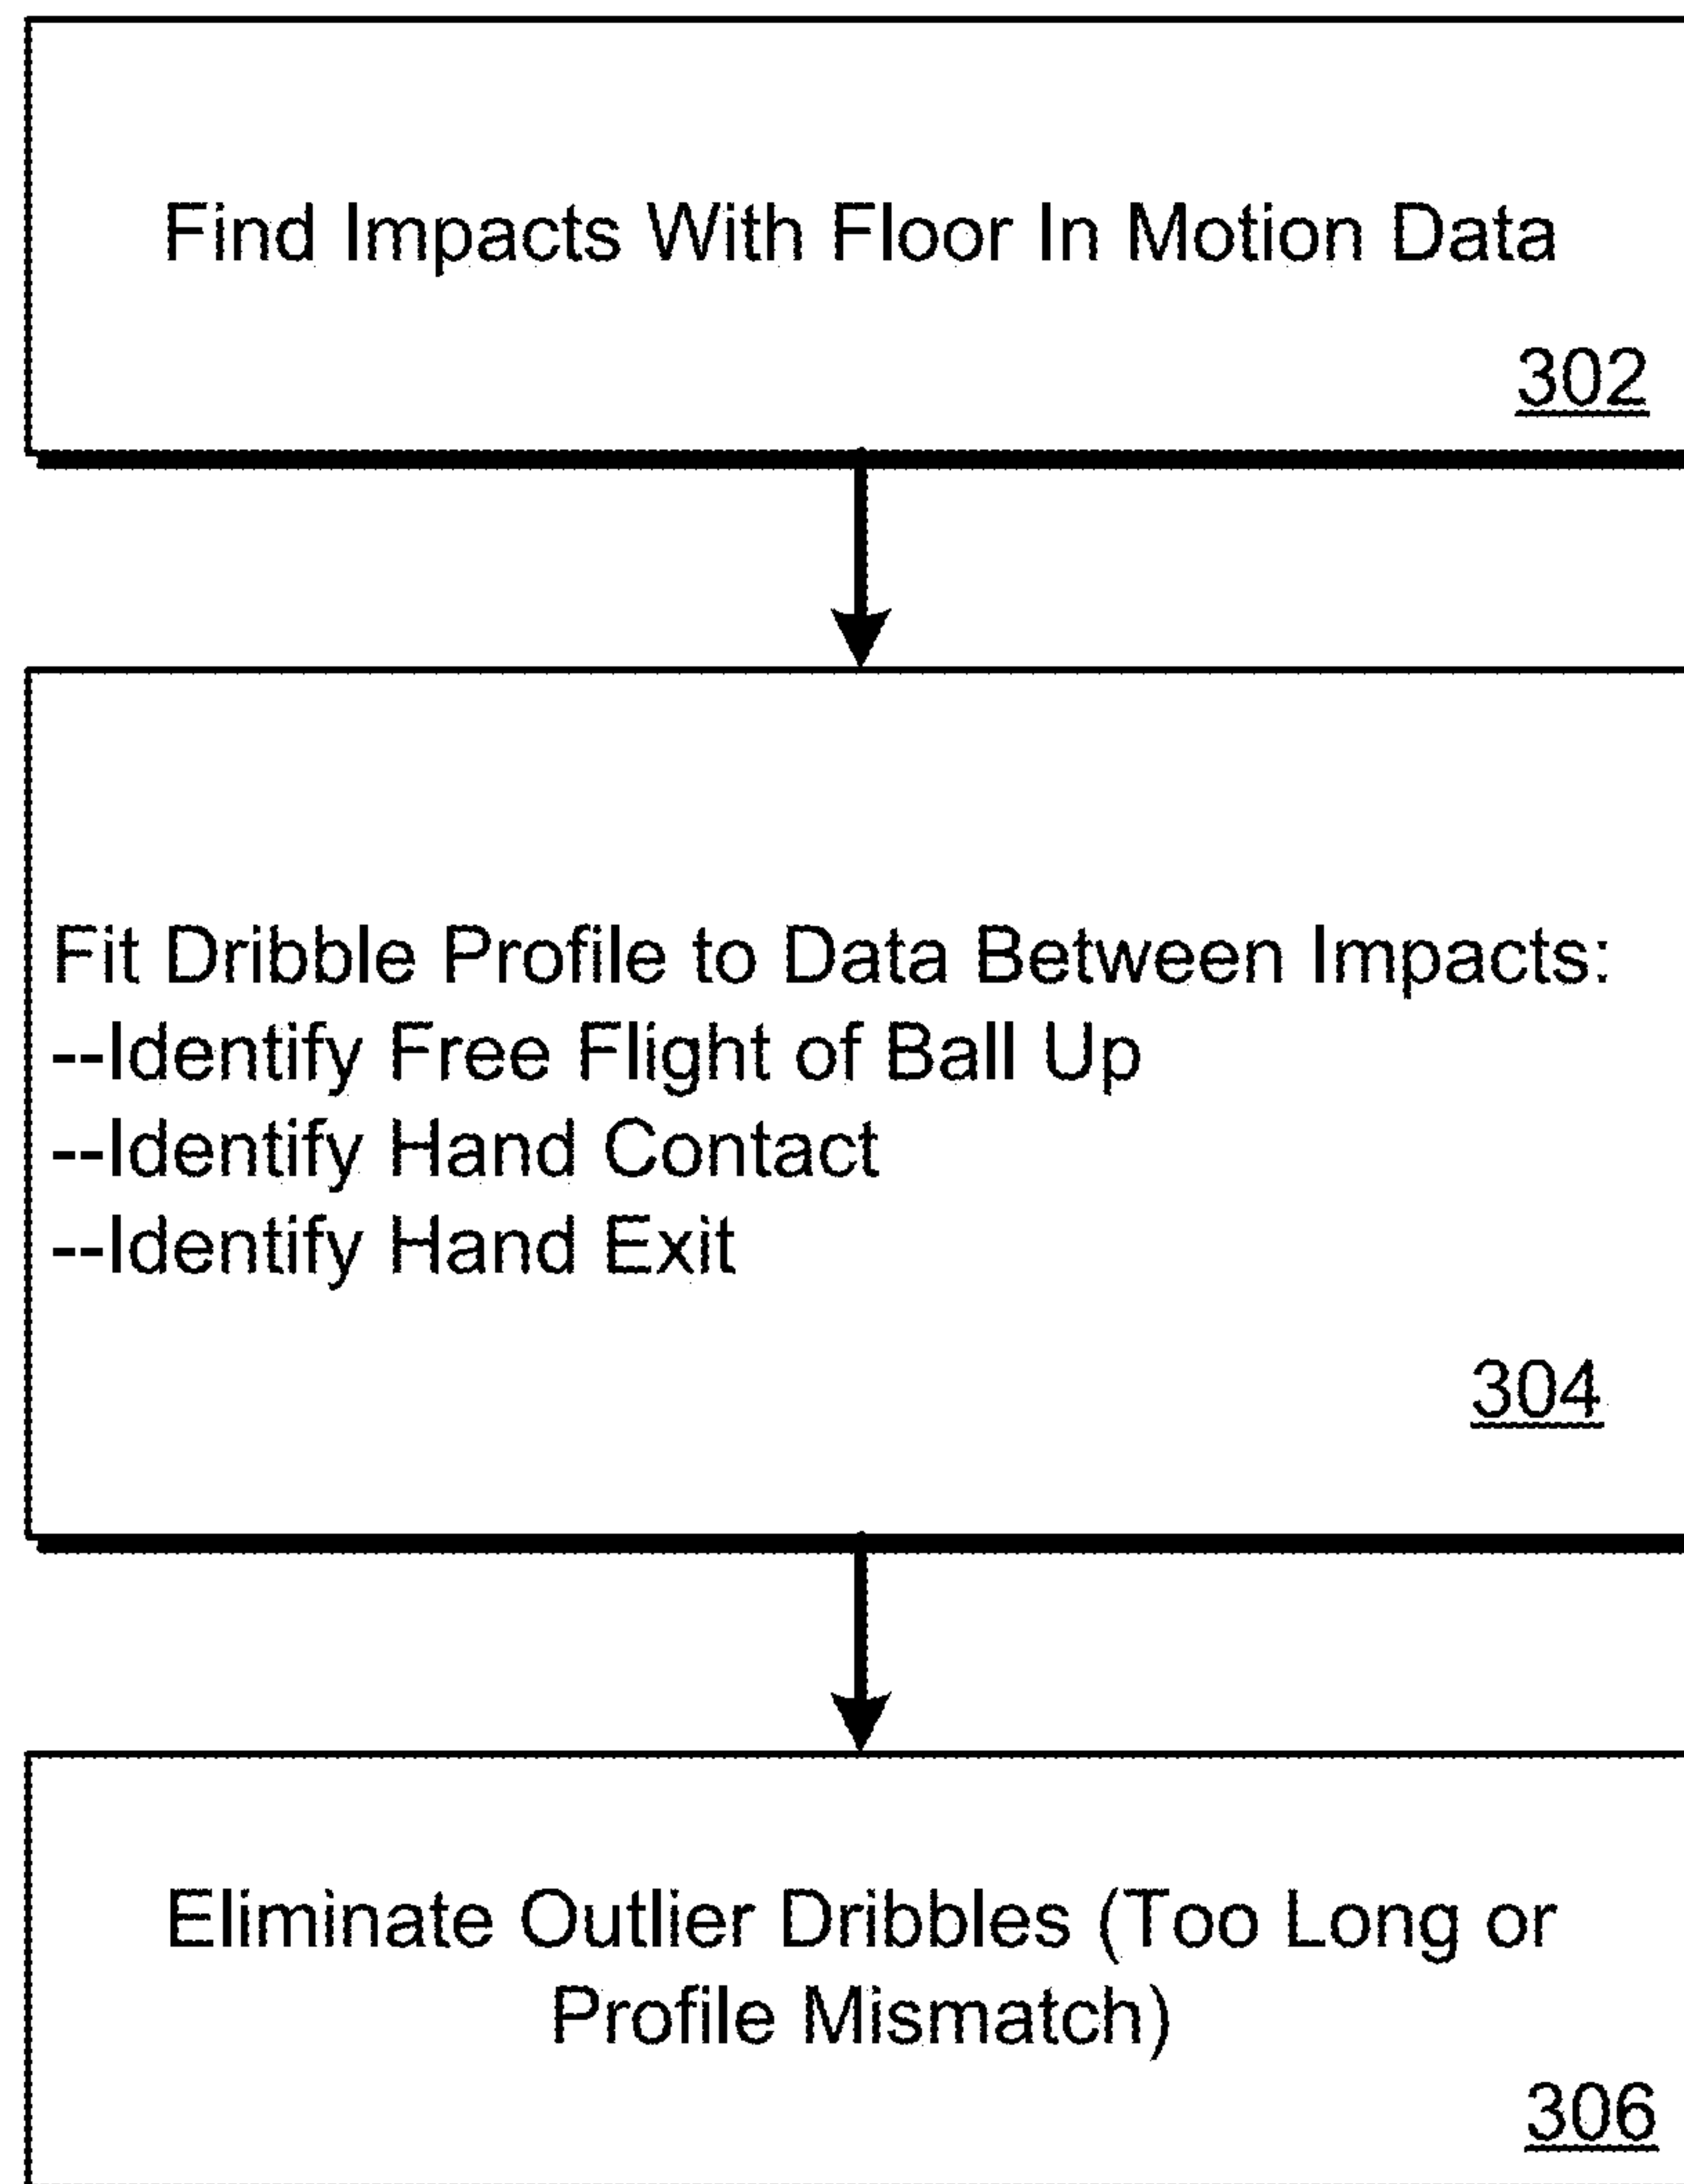 Find Impacts With Floor In Motion Data
302
Fit Dribble Profile to Data Between Impacts:
--Identify Free Flight of Ball Up
--Identify Hand Contact
--Identify Hand Exit
304
Eliminate Outlier Dribbles (Too Long or
Profile Mismatch)
306